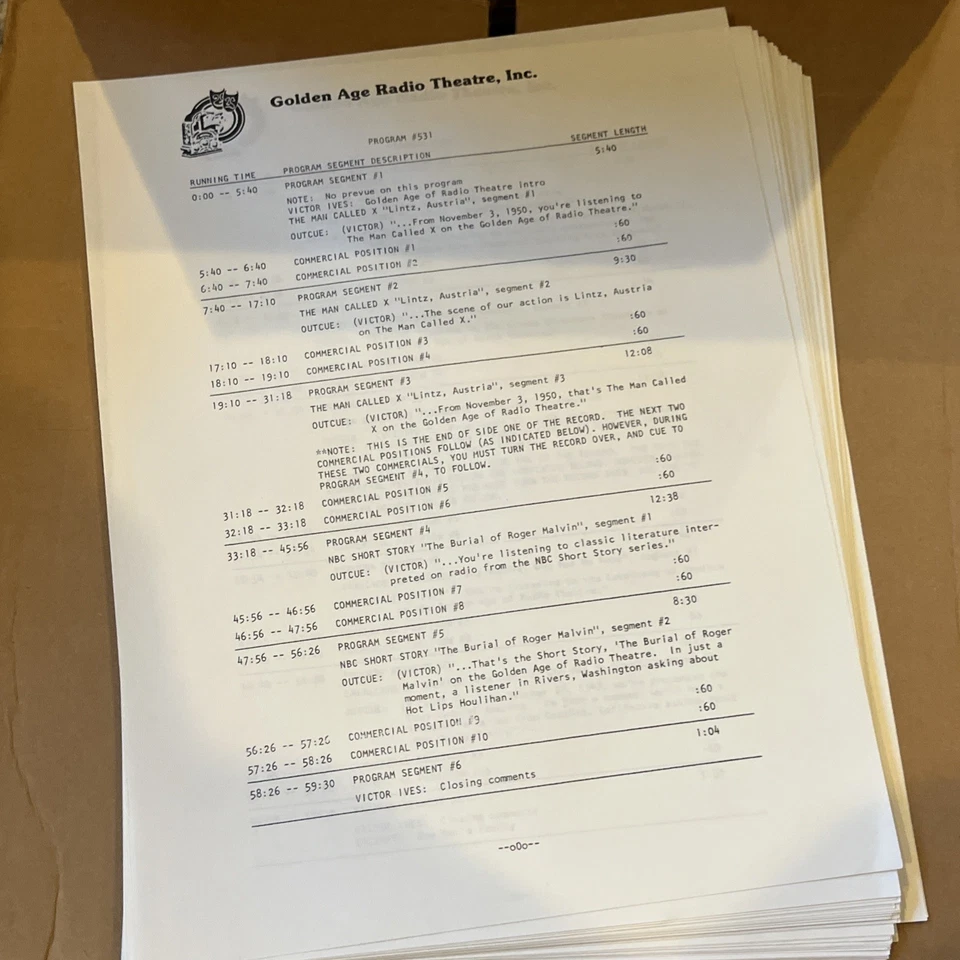 Golden Age Radio Theatre, Inc.
PROGRAM #531
RUNNING TIME PROGRAM SEGMENT DESCRIPTION SEGMENT LENGTH
0:00 -- 5:40 PROGRAM SEGMENT #1 5:40
NOTE: No prevue on this program
VICTOR IVES: Golden Age of Radio Theatre intro
THE MAN CALLED X "Lintz, Austria", segment #1
OUTCUE: (VICTOR) "...From November 3, 1950, you're listening to
The Man Called X on the Golden Age of Radio Theatre."
5:40 -- 6:40 COMMERCIAL POSITION #1 :60
6:40 -- 7:40 COMMERCIAL POSITION #2 :60
7:40 -- 17:10 PROGRAM SEGMENT #2 9:30
THE MAN CALLED X "Lintz, Austria", segment #2
OUTCUE: (VICTOR) "...The scene of our action is Lintz, Austria
on The Man Called X."
17:10 -- 18:10 COMMERCIAL POSITION #3 :60
18:10 -- 19:10 COMMERCIAL POSITION #4 :60
19:10 -- 31:18 PROGRAM SEGMENT #3 12:08
THE MAN CALLED X "Lintz, Austria", segment #3
OUTCUE: (VICTOR) "...From November 3, 1950, that's The Man Called
X on the Golden Age of Radio Theatre."
**NOTE: THIS IS THE END OF SIDE ONE OF THE RECORD. THE NEXT TWO
COMMERCIAL POSITIONS FOLLOW (AS INDICATED BELOW). HOWEVER, DURING
THESE TWO COMMERCIALS, YOU MUST TURN THE RECORD OVER, AND CUE TO
PROGRAM SEGMENT #4, TO FOLLOW.
31:18 -- 32:18 COMMERCIAL POSITION #5 :60
32:18 -- 33:18 COMMERCIAL POSITION #6 :60
33:18 -- 45:56 PROGRAM SEGMENT #4 12:38
NBC SHORT STORY "The Burial of Roger Malvin", segment #1
OUTCUE: (VICTOR) "...You're listening to classic literature inter-
preted on radio from the NBC Short Story series."
45:56 -- 46:56 COMMERCIAL POSITION #7 :60
46:56 -- 47:56 COMMERCIAL POSITION #8 :60
47:56 -- 56:26 PROGRAM SEGMENT #5 8:30
NBC SHORT STORY "The Burial of Roger Malvin", segment #2
OUTCUE: (VICTOR) "...That's the Short Story, 'The Burial of Roger
Malvin' on the Golden Age of Radio Theatre. In just a
moment, a listener in Rivers, Washington asking about
Hot Lips Houlihan."
56:26 -- 57:26 COMMERCIAL POSITION #9 :60
57:26 -- 58:26 COMMERCIAL POSITION #10 :60
58:26 -- 59:30 PROGRAM SEGMENT #6 1:04
VICTOR IVES: Closing comments
--o0o--